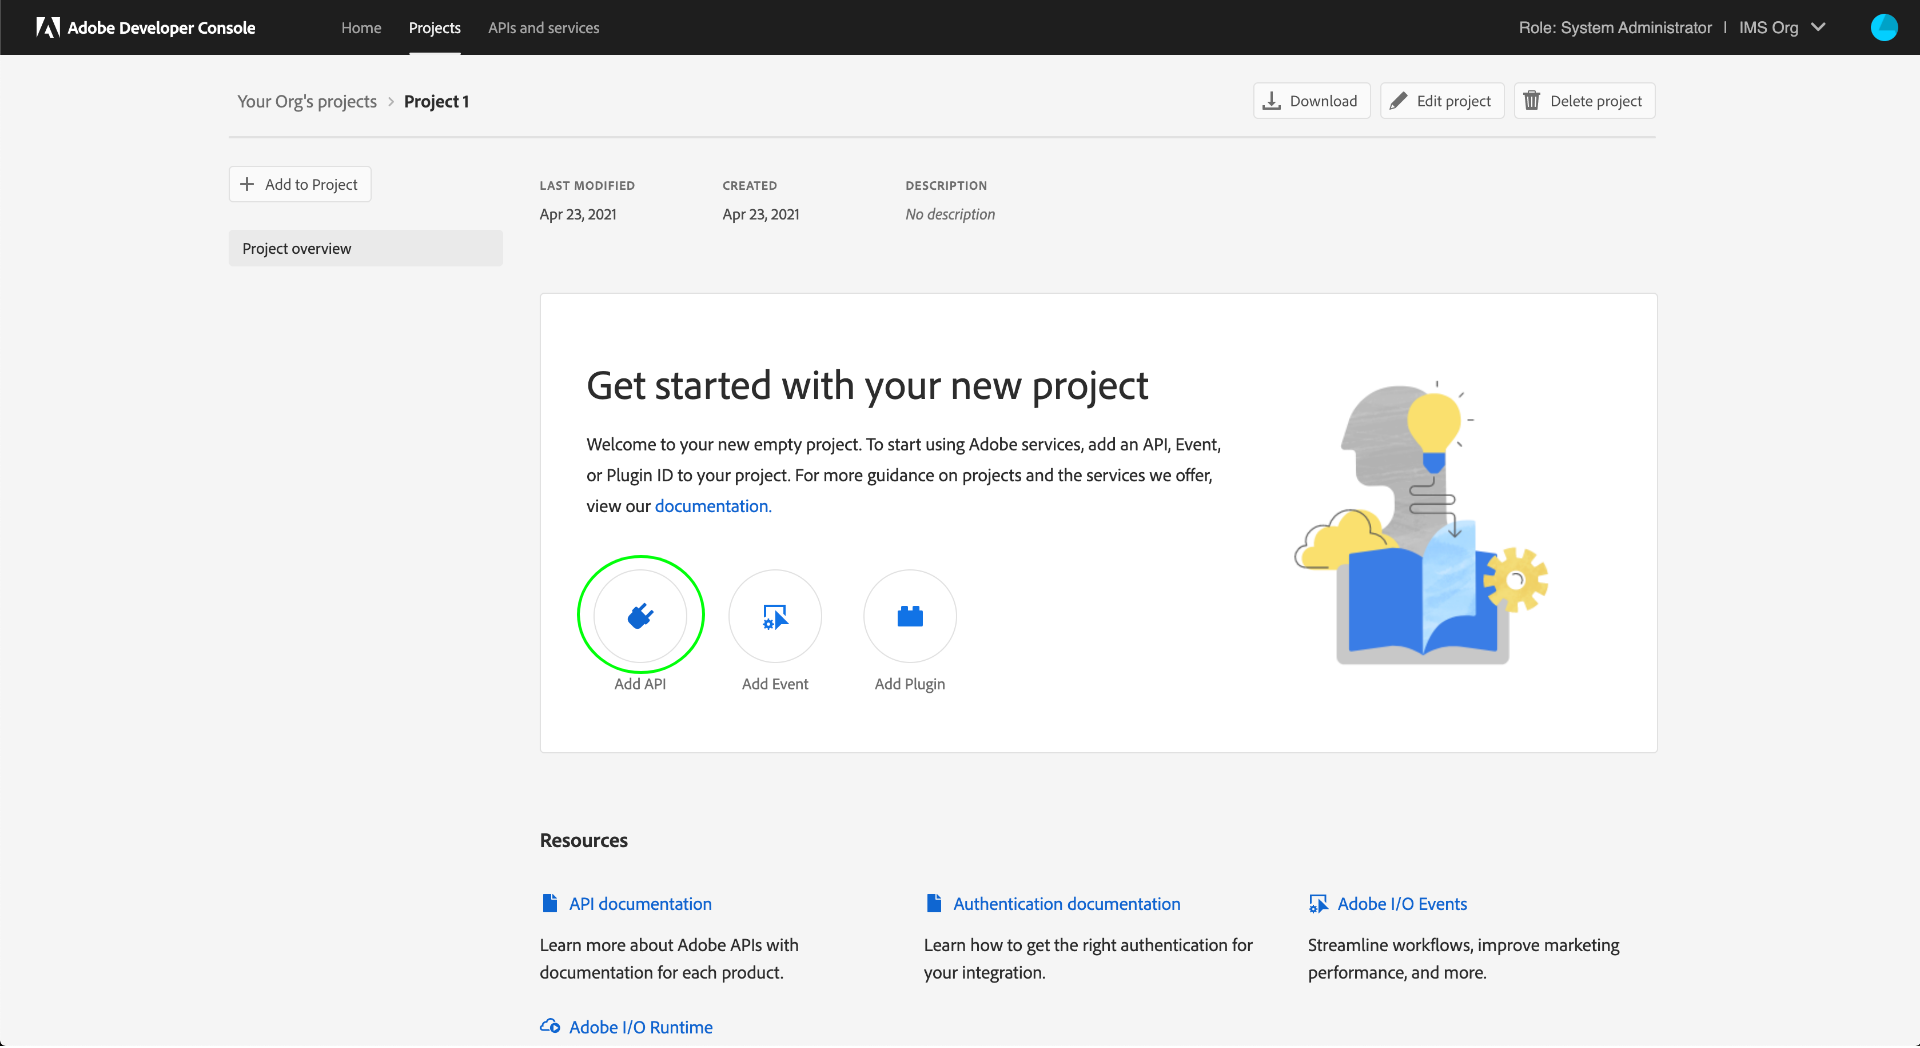 Adobe Developer Console
Home
Projects
APIs and services
Role: System Administrator | IMS Org
Your Org's projects > Project 1
Download
Edit project
Delete project
Add to Project
Project overview
LAST MODIFIED
Apr 23, 2021
CREATED
Apr 23, 2021
DESCRIPTION
No description
Get started with your new project
Welcome to your new empty project. To start using Adobe services, add an API, Event,
or Plugin ID to your project. For more guidance on projects and the services we offer,
view our documentation.
Add API
Add Event
Add Plugin
Resources
API documentation
Learn more about Adobe APIs with
documentation for each product.
Authentication documentation
Learn how to get the right authentication for
your integration.
Adobe I/O Events
Streamline workflows, improve marketing
performance, and more.
Adobe I/O Runtime